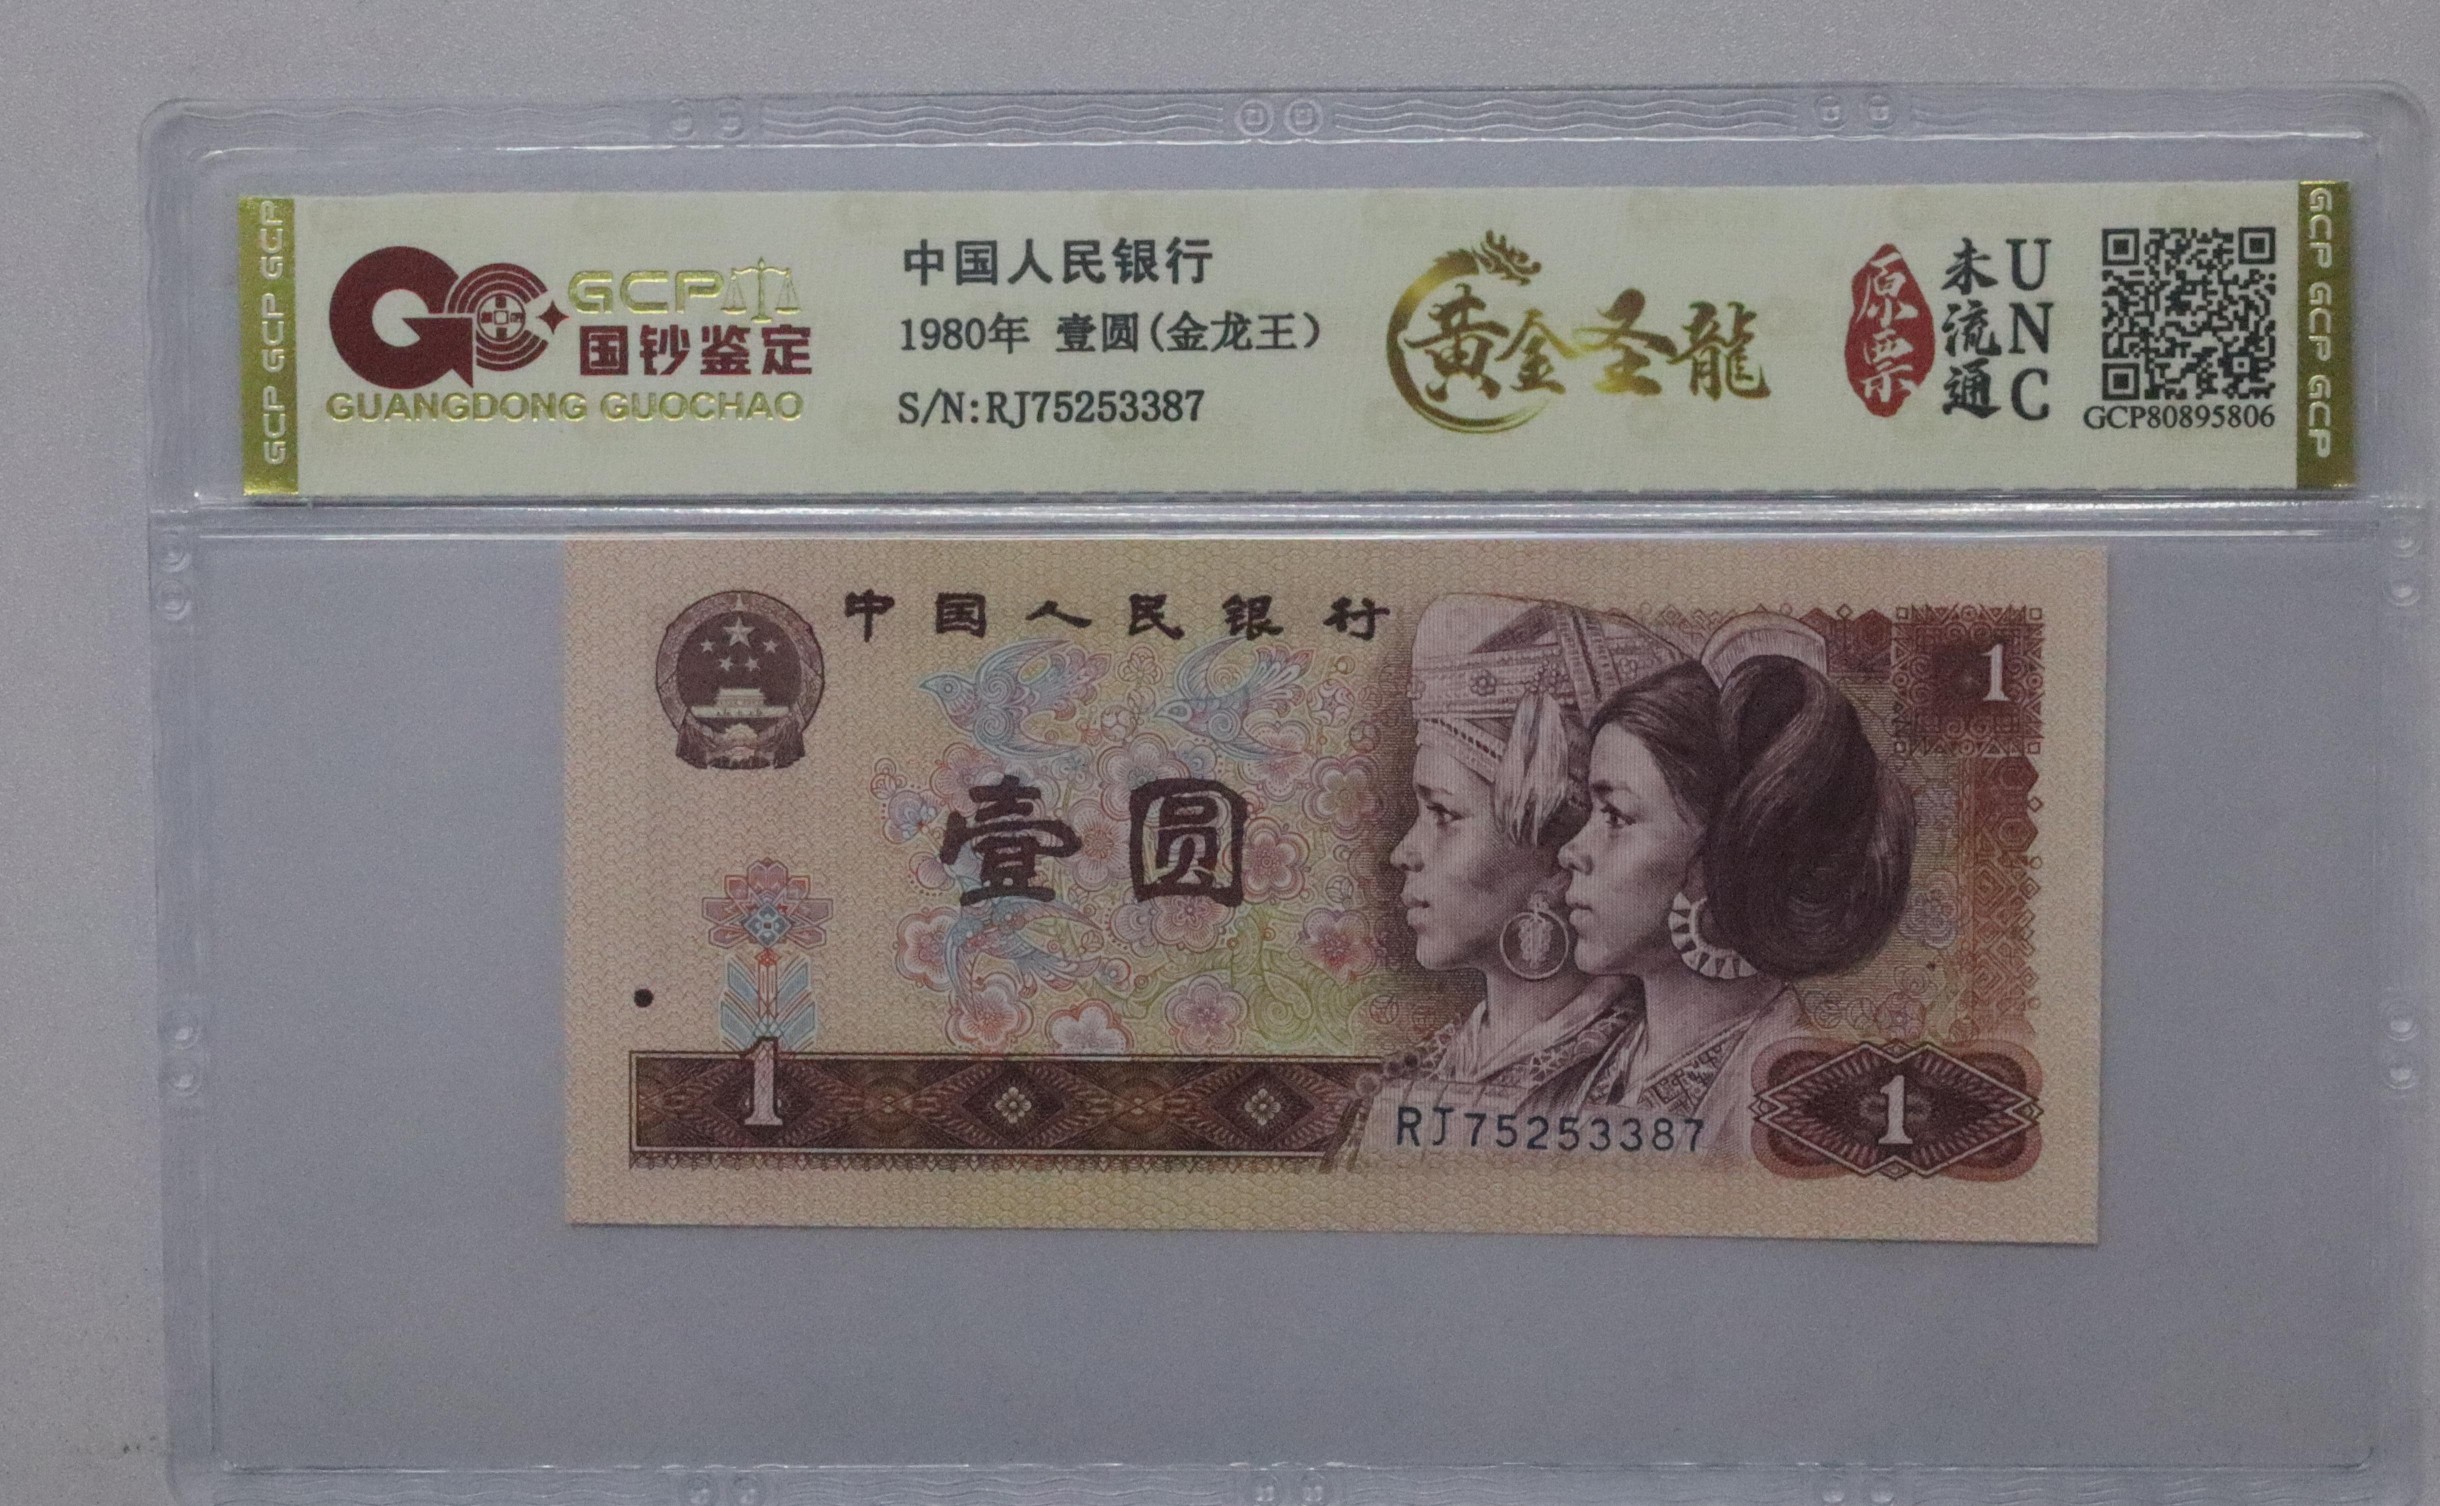 GCP GCP GCP
GCP
国钞鉴定
GUANGDONG GUOCHAO
中国人民银行
1980年 壹圆(金龙王)
S/N:RJ75253387
黄金圣龍
原票
未流通
UNC
GCP80895806
GCP GCP GCP
中国人民银行
1
壹圆
1
RJ75253387
1